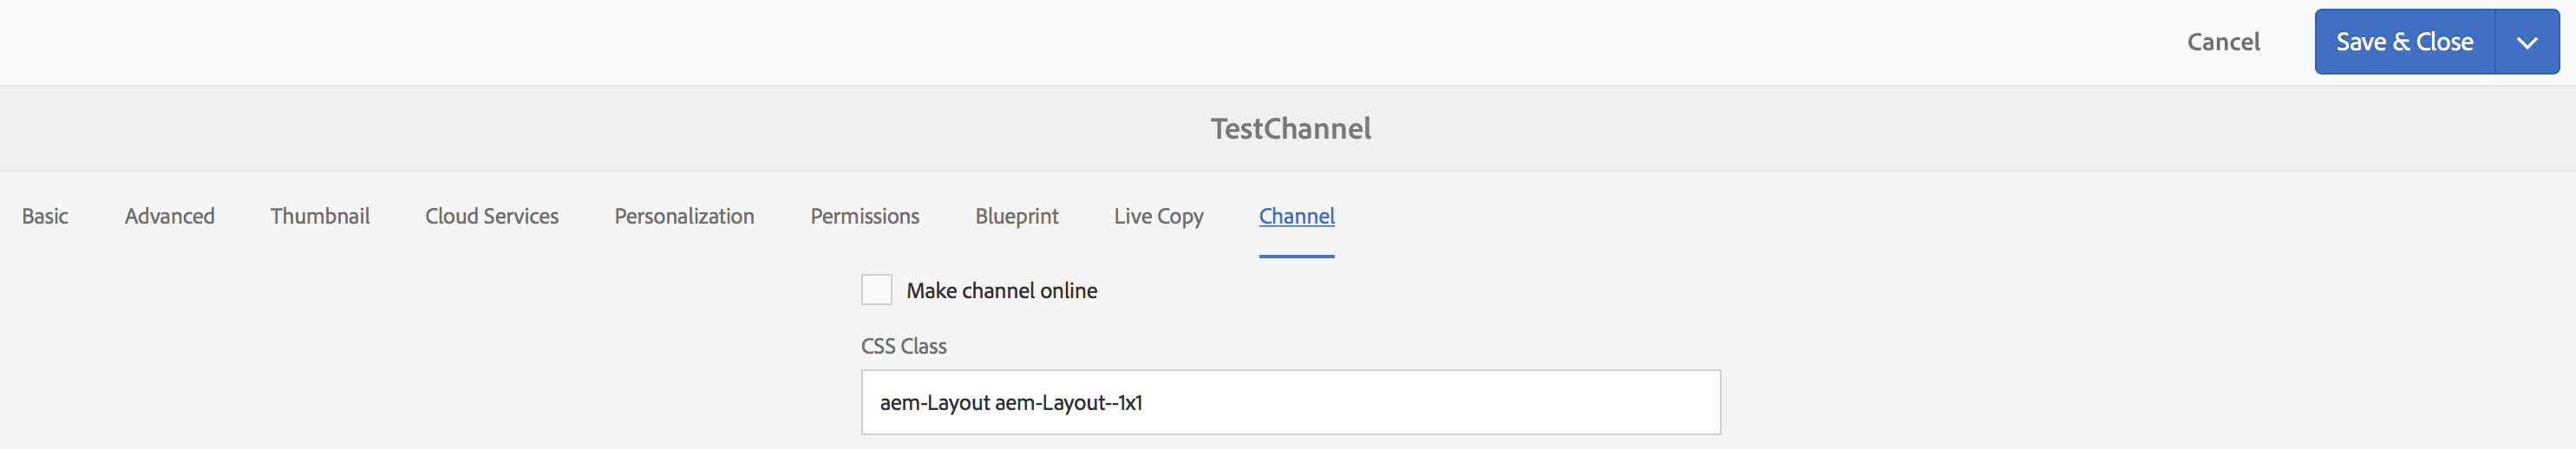 Cancel Save & Close
TestChannel
Basic Advanced Thumbnail Cloud Services Personalization Permissions Blueprint Live Copy Channel
Make channel online
CSS Class
aem-Layout aem-Layout--1x1